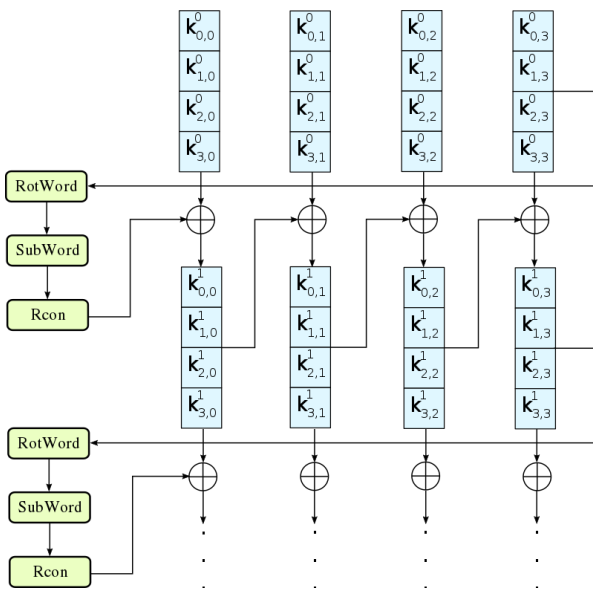 k⁰₀,₀ k⁰₀,₁ k⁰₀,₂ k⁰₀,₃
k⁰₁,₀ k⁰₁,₁ k⁰₁,₂ k⁰₁,₃
k⁰₂,₀ k⁰₂,₁ k⁰₂,₂ k⁰₂,₃
k⁰₃,₀ k⁰₃,₁ k⁰₃,₂ k⁰₃,₃
RotWord
SubWord
Rcon
k¹₀,₀ k¹₀,₁ k¹₀,₂ k¹₀,₃
k¹₁,₀ k¹₁,₁ k¹₁,₂ k¹₁,₃
k¹₂,₀ k¹₂,₁ k¹₂,₂ k¹₂,₃
k¹₃,₀ k¹₃,₁ k¹₃,₂ k¹₃,₃
RotWord
SubWord
Rcon